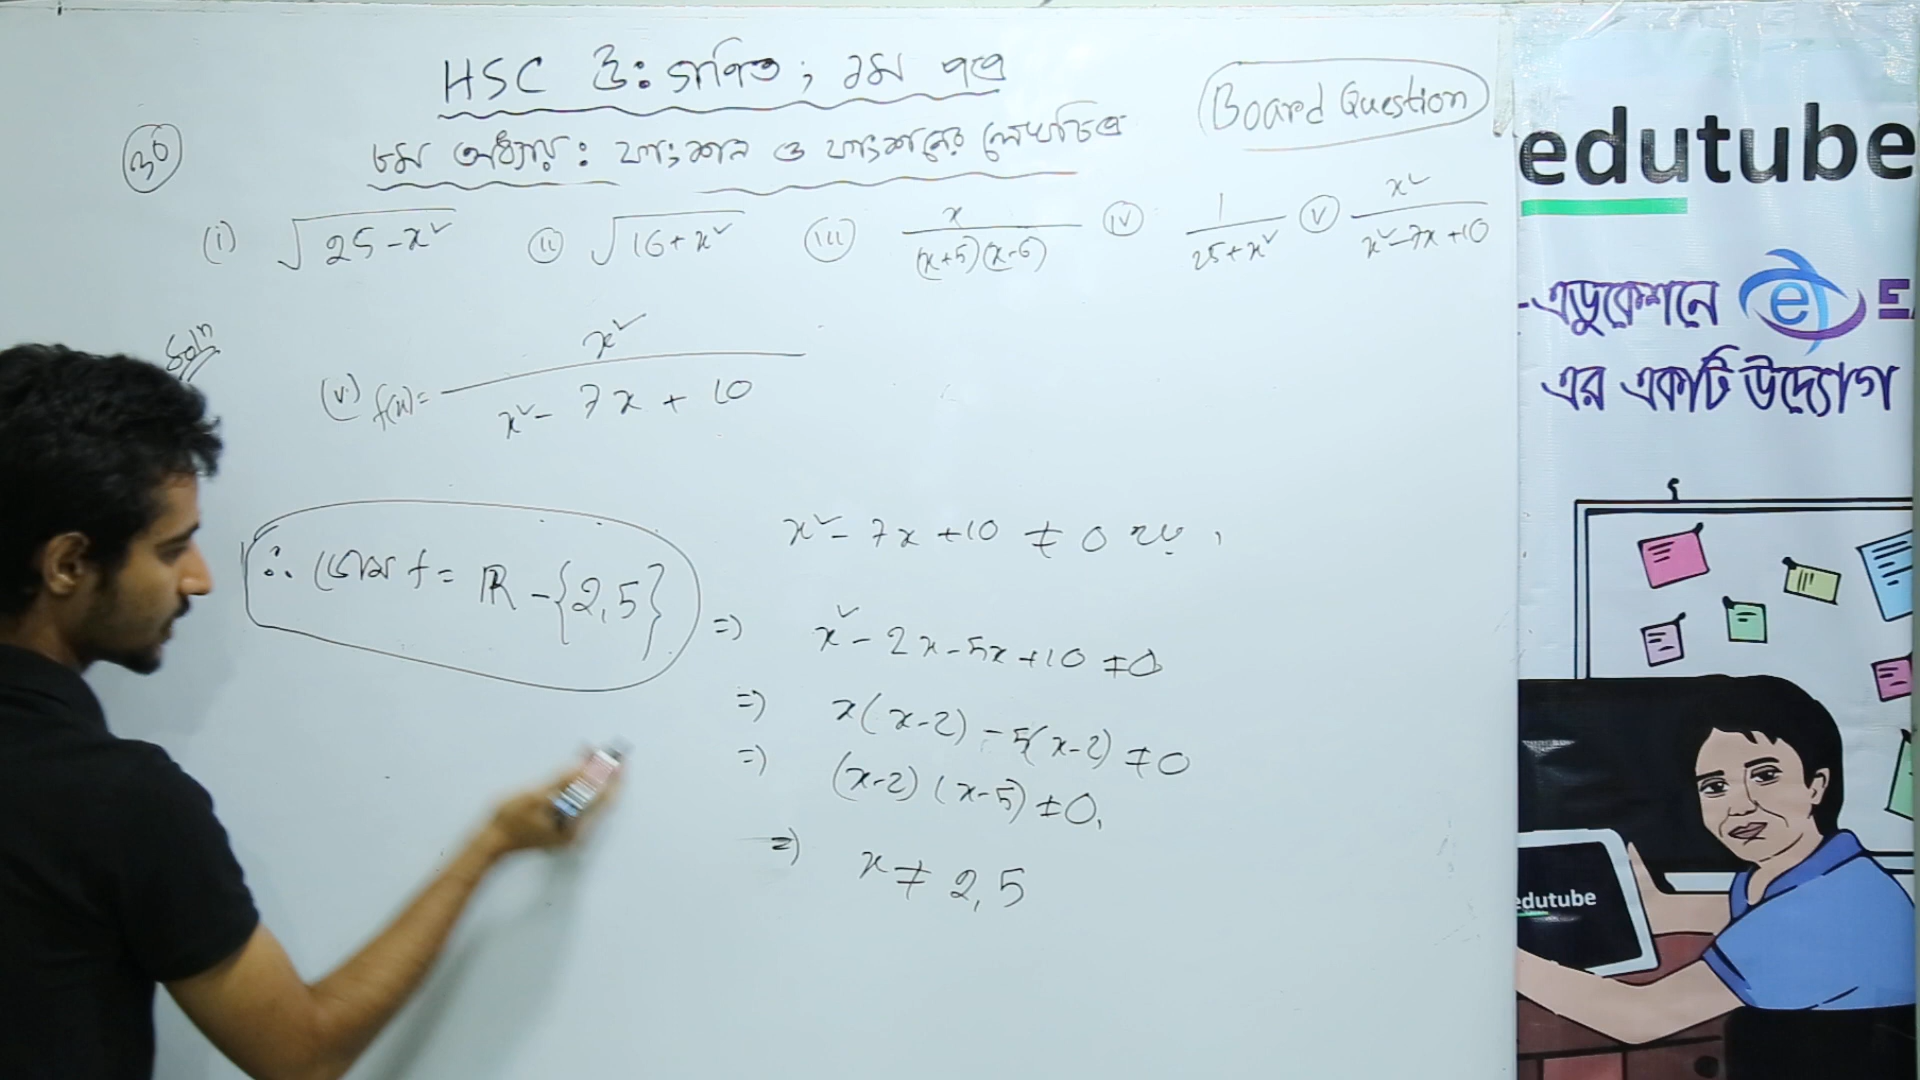 HSC উ: গণিত ; ১ম পত্র
Board Question
৩৬
৮ম অধ্যায় : ফাংশন ও ফাংশনের লেখচিত্র
(i) √(25-x²) (ii) √(16+x²) (iii) x/((x+5)(x-6)) (iv) 1/(25+x²) (v) x²/(x²-7x+10)
Soln
(v) f(x) = x²/(x² - 7x + 10)
x² - 7x + 10 ≠ 0 হয়,
∴ ডোম f = ℝ - {2,5}
=> x² - 2x - 5x + 10 ≠ 0
=> x(x-2) - 5(x-2) ≠ 0
=> (x-2)(x-5) ≠ 0,
=> x ≠ 2,5
edutube
-এডুকেশনে
এর একটি উদ্যোগ
edutube